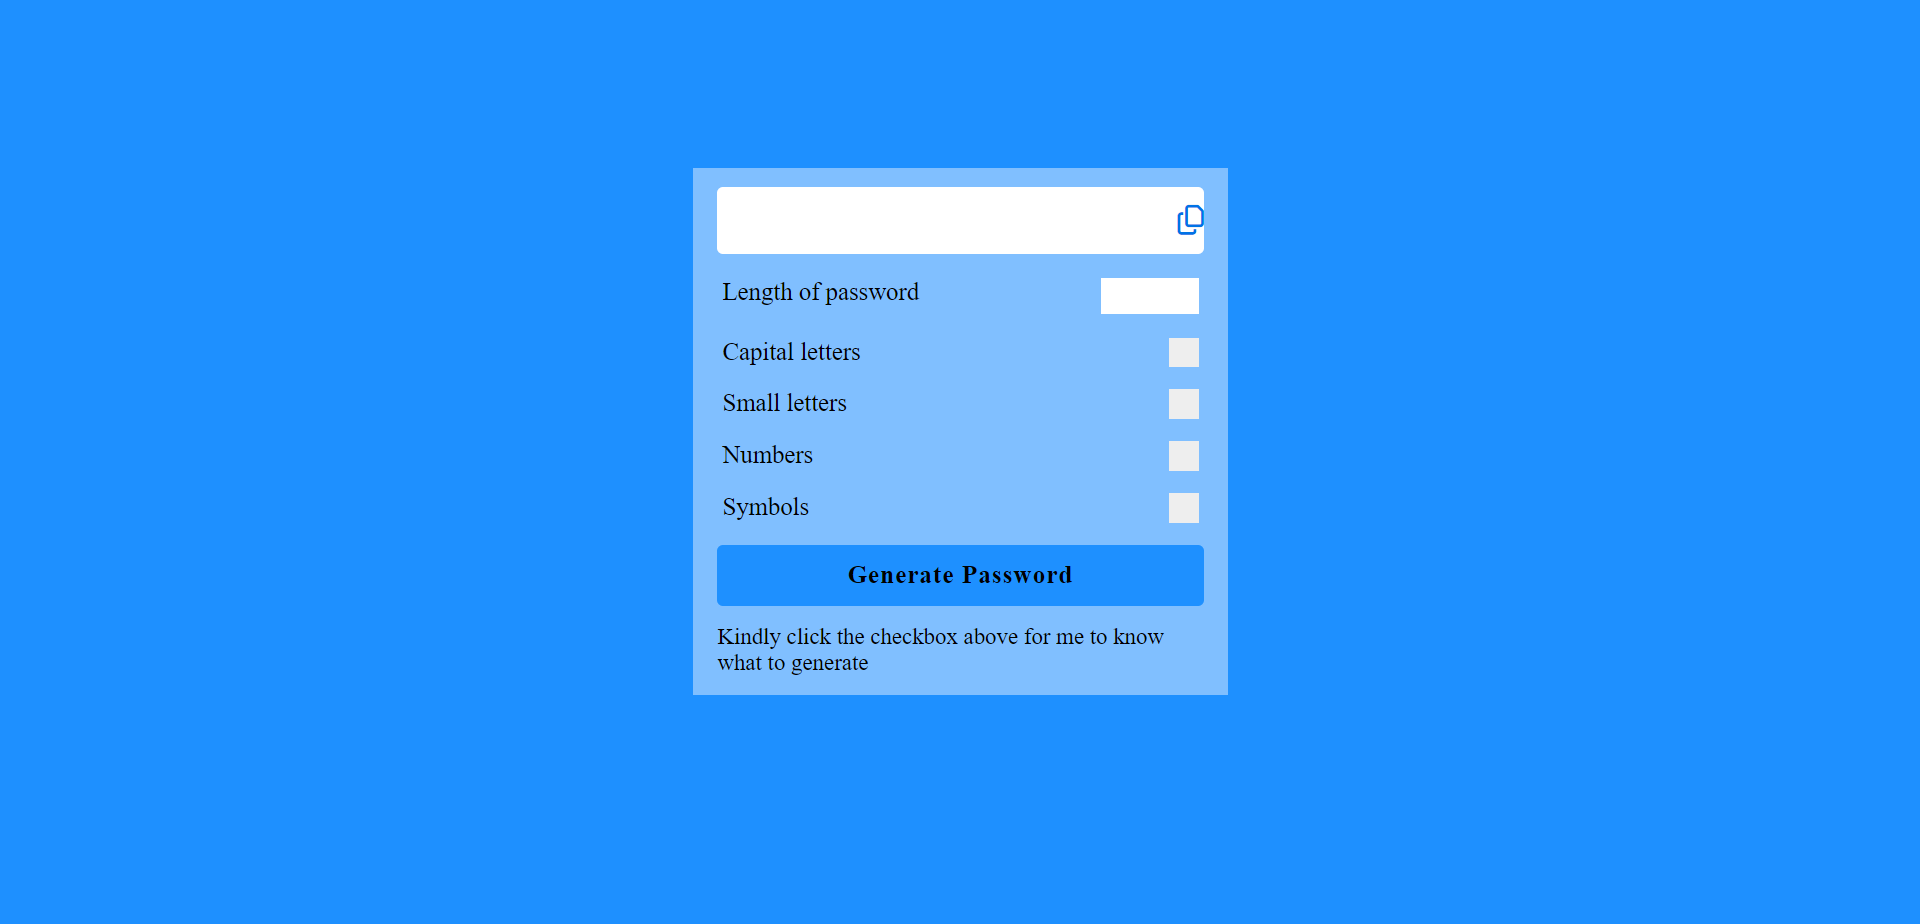 Length of password
Capital letters
Small letters
Numbers
Symbols
Generate Password
Kindly click the checkbox above for me to know
what to generate